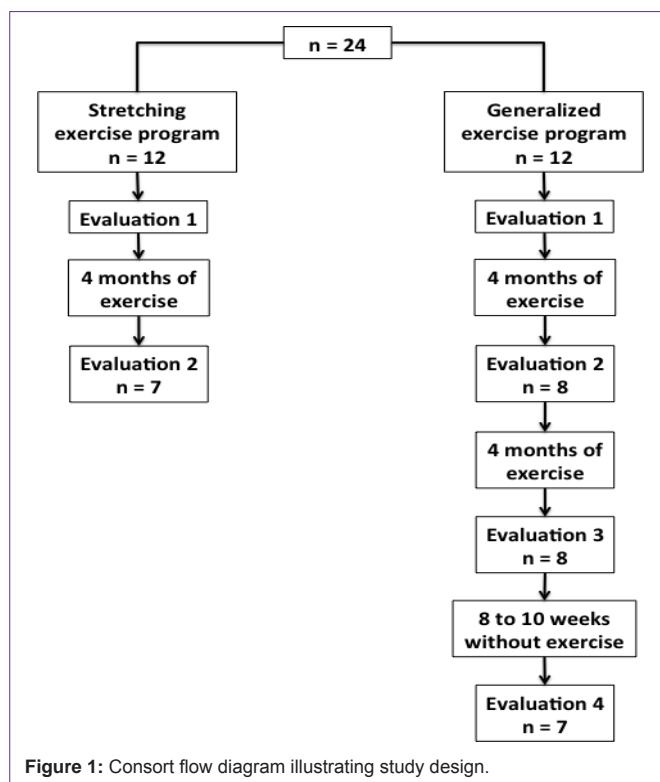 n = 24
Stretching
exercise program
n = 12
Evaluation 1
4 months of
exercise
Evaluation 2
n = 7
Generalized
exercise program
n = 12
Evaluation 1
4 months of
exercise
Evaluation 2
n = 8
4 months of
exercise
Evaluation 3
n = 8
8 to 10 weeks
without exercise
Evaluation 4
n = 7
Figure 1: Consort flow diagram illustrating study design.